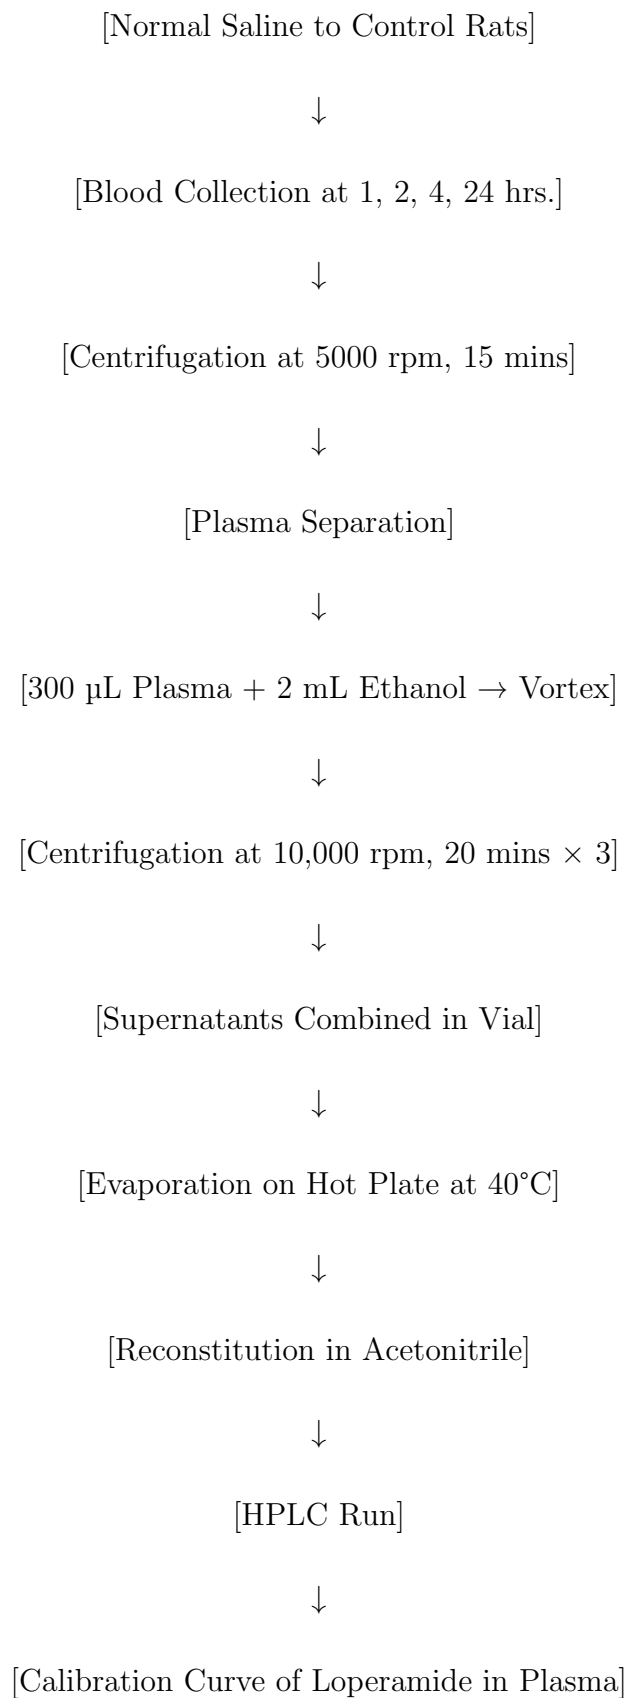 [Normal Saline to Control Rats]
↓
[Blood Collection at 1, 2, 4, 24 hrs.]
↓
[Centrifugation at 5000 rpm, 15 mins]
↓
[Plasma Separation]
↓
[300 µL Plasma + 2 mL Ethanol → Vortex]
↓
[Centrifugation at 10,000 rpm, 20 mins × 3]
↓
[Supernatants Combined in Vial]
↓
[Evaporation on Hot Plate at 40°C]
↓
[Reconstitution in Acetonitrile]
↓
[HPLC Run]
↓
[Calibration Curve of Loperamide in Plasma]